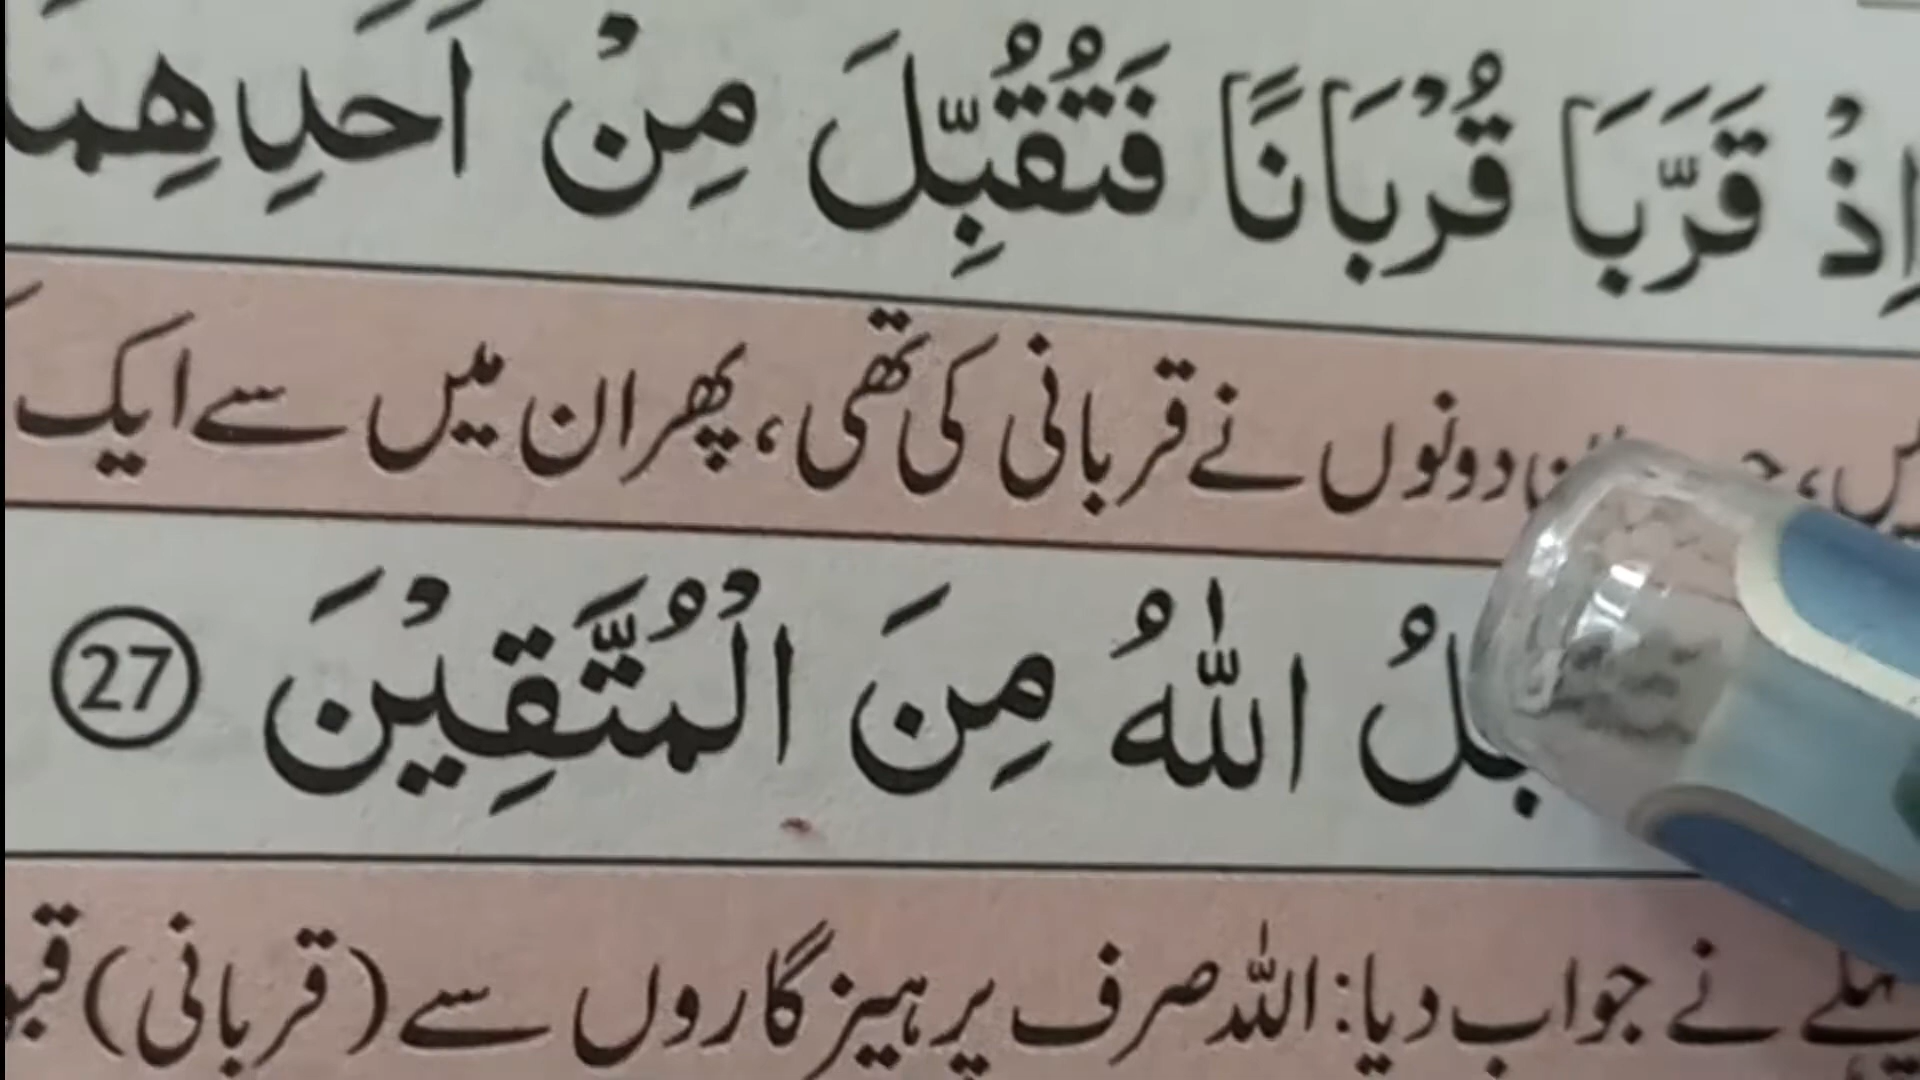 اِذْ قَرَّبَا قُرْبَانًا فَتُقُبِّلَ مِنْ اَحَدِهِمَا
دونوں نے قربانی کی تھی، پھر ان میں سے ایک
اللّٰهُ مِنَ الْمُتَّقِيْنَ 27
پہلے نے جواب دیا: اللہ صرف پرہیزگاروں سے (قربانی)